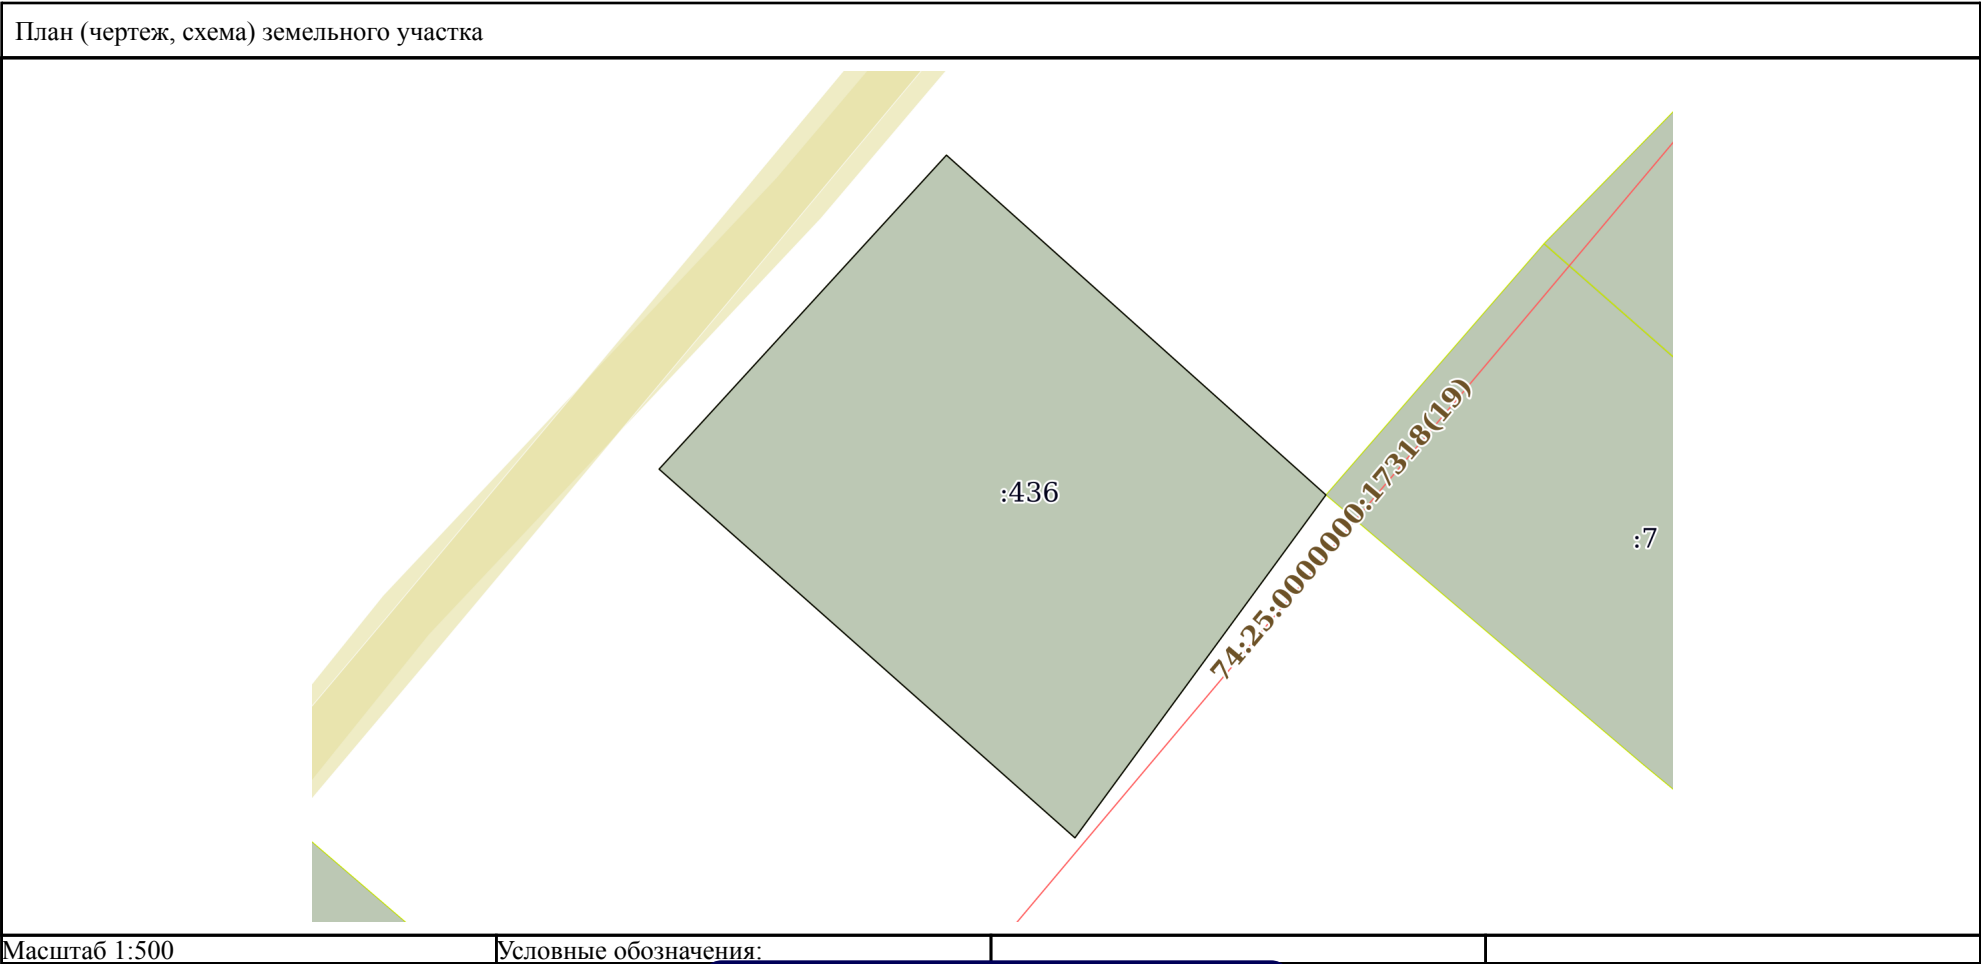 План (чертеж, схема) земельного участка
:436
74:25:0000000:17318(19)
:7
Масштаб 1:500
Условные обозначения: